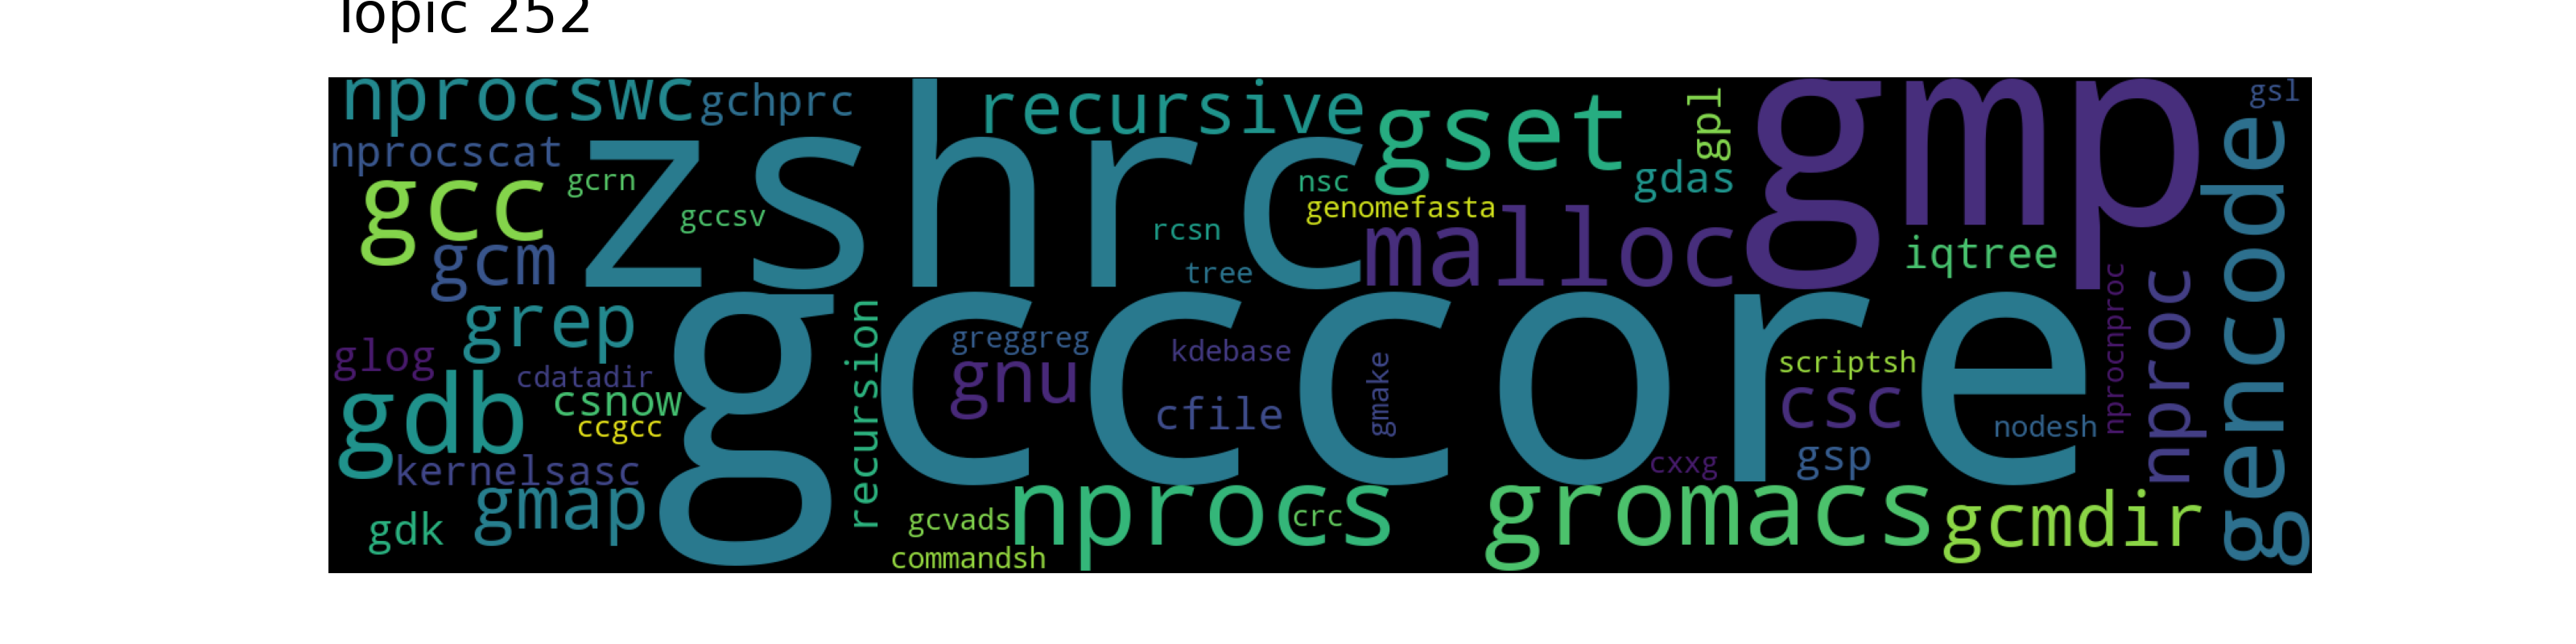 Topic 252
nprocswc gchprc recursive gset gpl gmp gsl
nprocscat gcc gcrn zshrc gccsv rcsn nsc genomefasta gdas
gcm tree malloc iqtree gencode
grep recursion gcccore greggreg kdebase nprocnproc nproc
glog cdatadir gnu cfile gmake scriptsh csc
gdb csnow ccgcc nodesh
kernelsasc cxxg gsp
gdk gmap gcvads nprocs crc gromacs gcmdir
commandsh